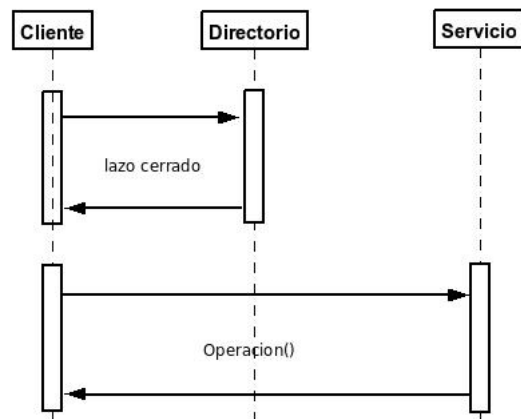 Cliente
Directorio
Servicio
lazo cerrado
Operacion()